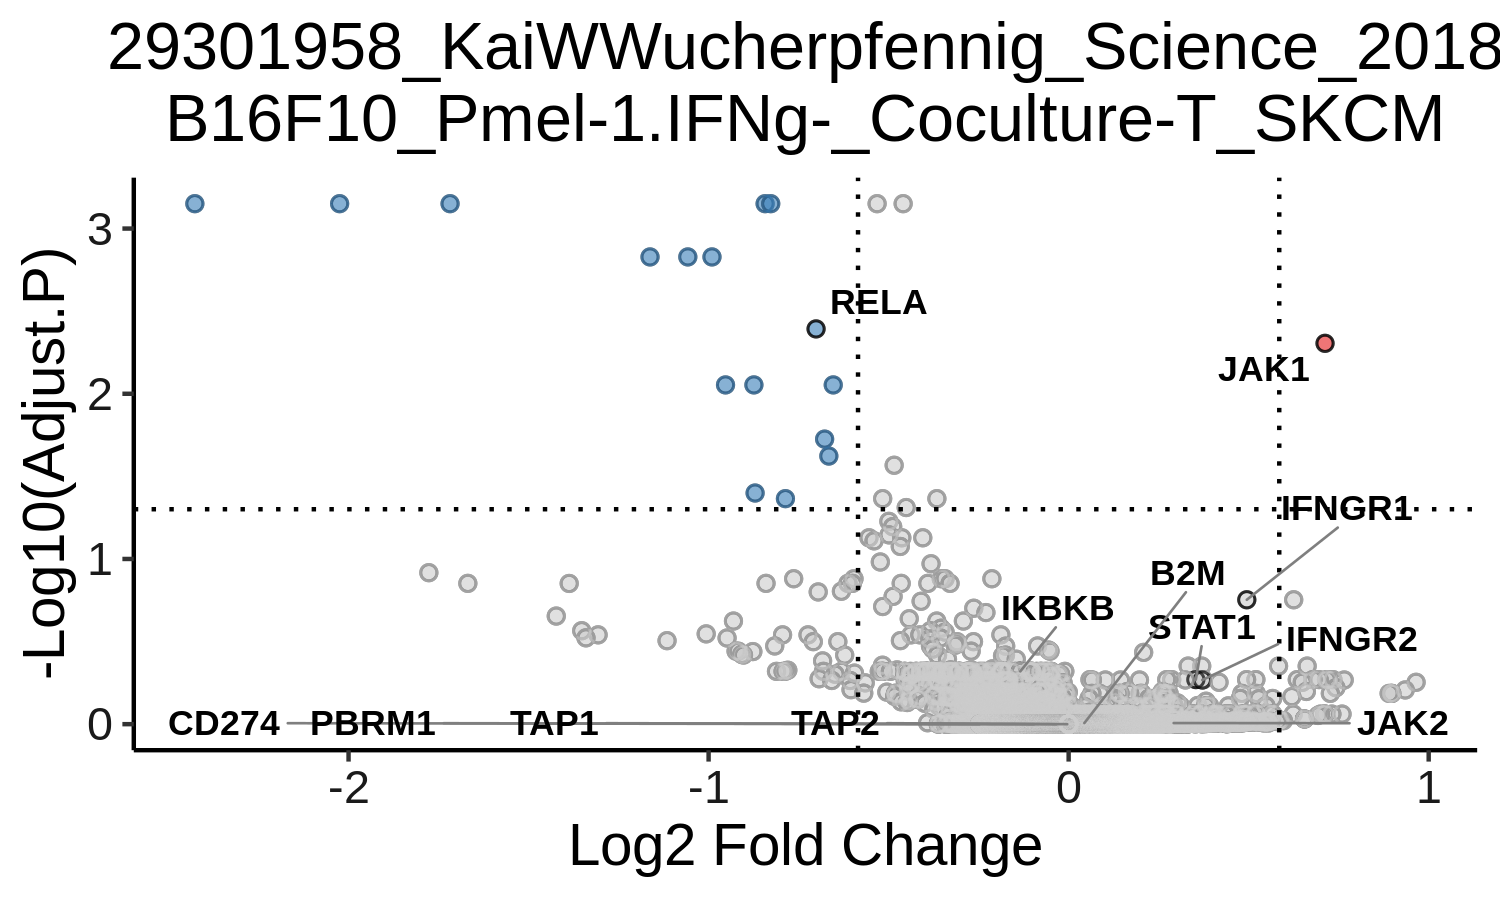 29301958_KaiWWucherpfennig_Science_2018
B16F10_Pmel-1.IFNg-_Coculture-T_SKCM
-Log10(Adjust.P)
3
2
1
0
RELA
JAK1
IFNGR1
B2M
IKBKB
STAT1
IFNGR2
CD274 PBRM1 TAP1 TAP2 JAK2
-2 -1 0 1
Log2 Fold Change